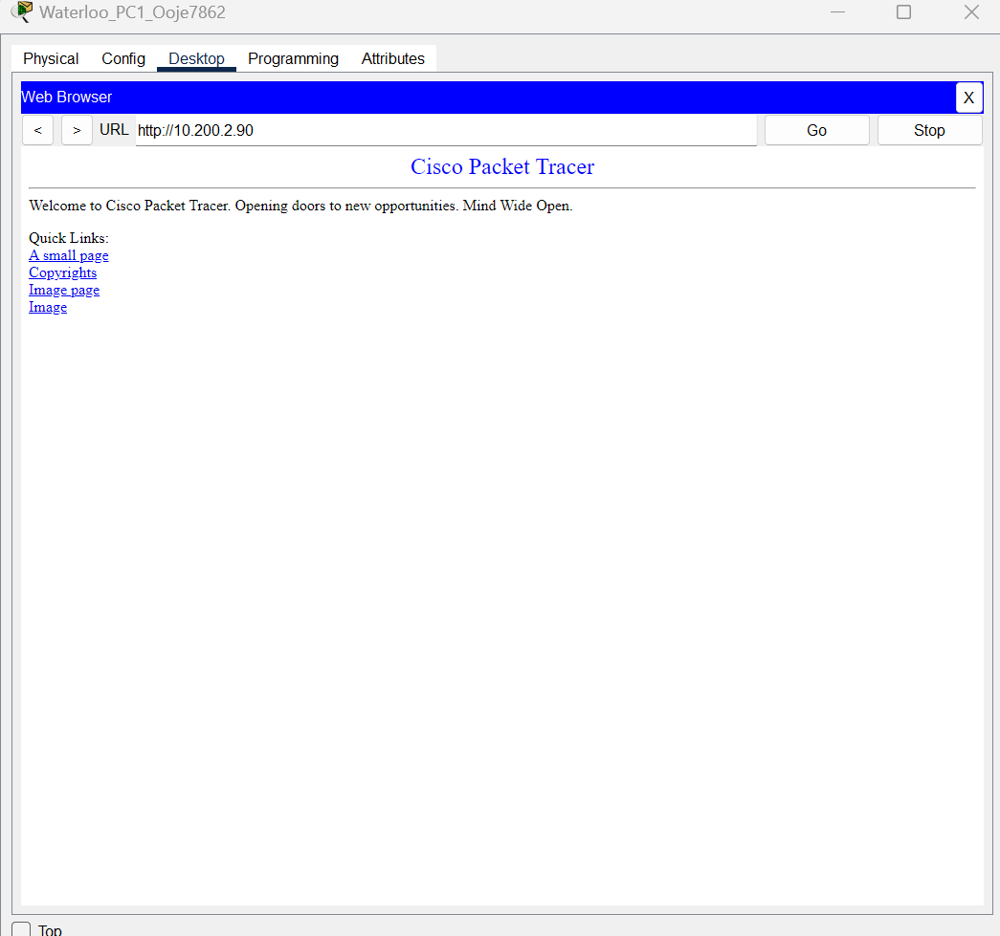 Waterloo_PC1_Ooje7862
Physical Config Desktop Programming Attributes
Web Browser X
< > URL http://10.200.2.90 Go Stop
Cisco Packet Tracer
Welcome to Cisco Packet Tracer. Opening doors to new opportunities. Mind Wide Open.
Quick Links:
A small page
Copyrights
Image page
Image
Top